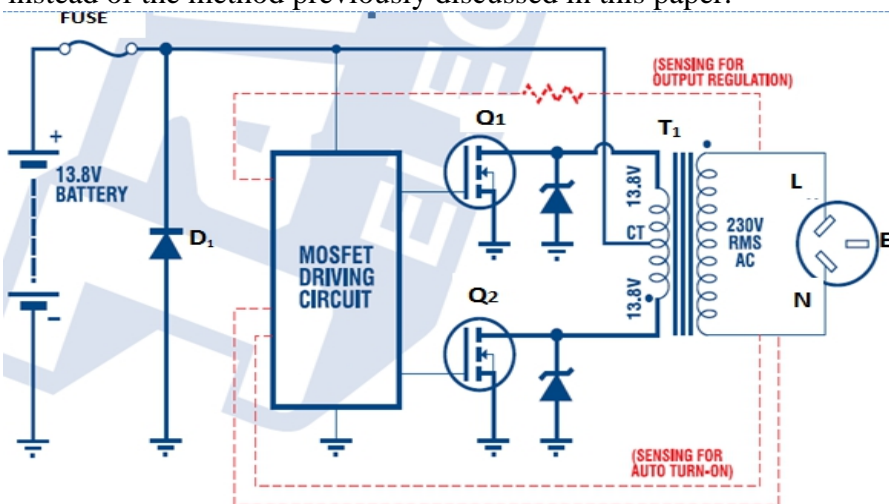 instead of the method previously discussed in this paper.
FUSE
(SENSING FOR
OUTPUT REGULATION)
Q1
T1
+
13.8V
BATTERY
13.8V
L
D1
CT
230V
RMS
AC
E
MOSFET
DRIVING
CIRCUIT
Q2
13.8V
N
–
(SENSING FOR
AUTO TURN-ON)
ELEC